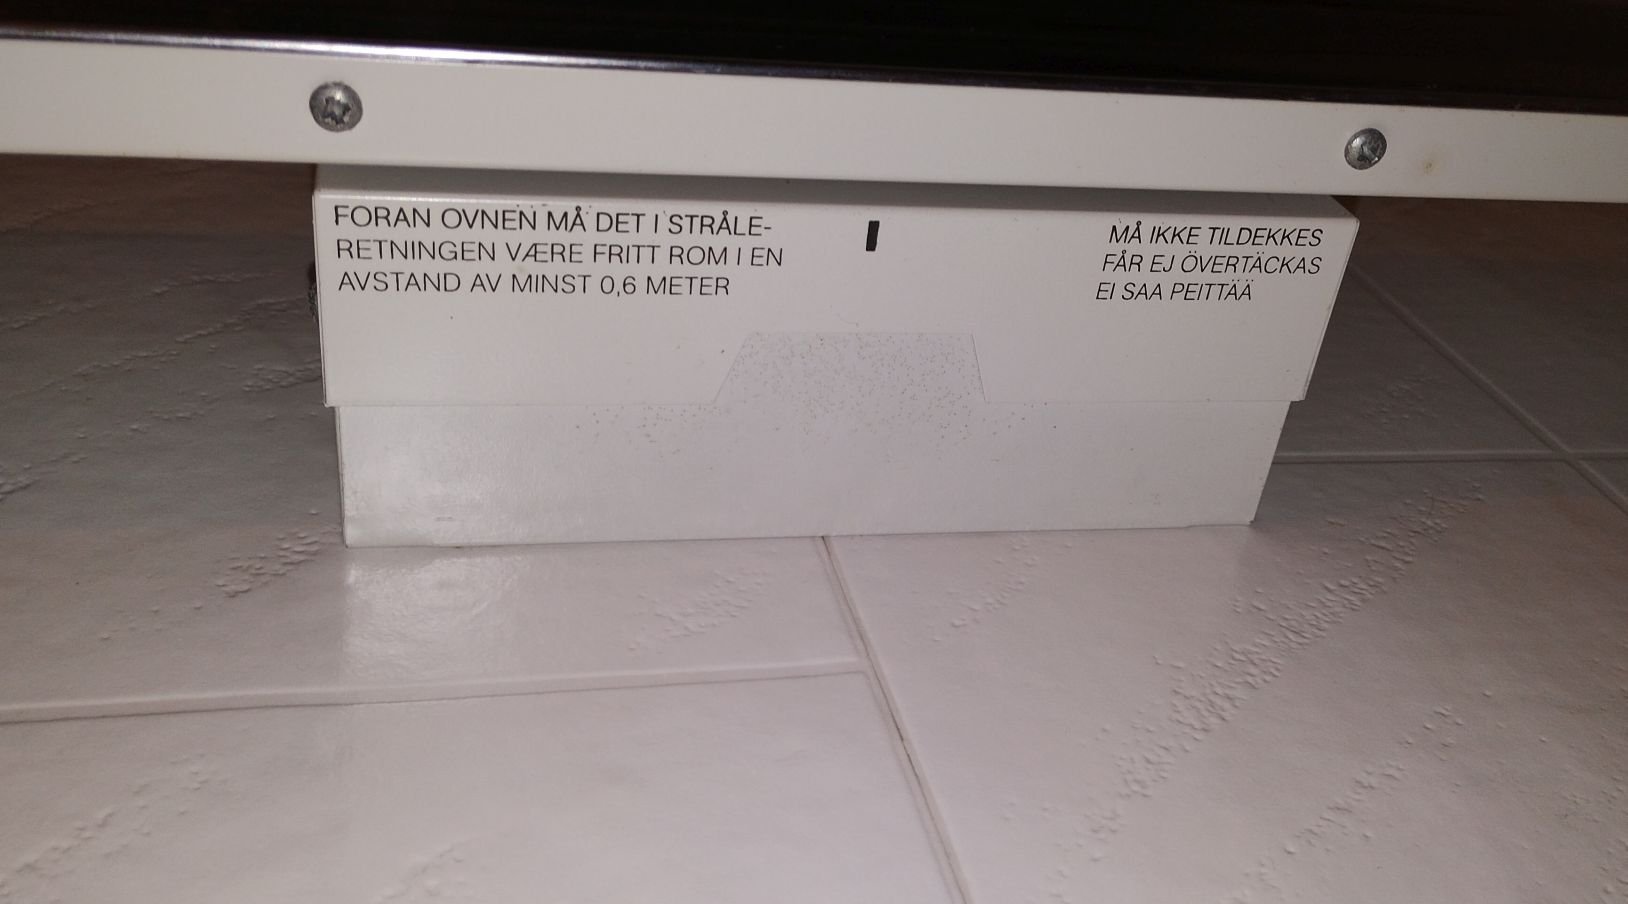 FORAN OVNEN MÅ DET I STRÅLE-
RETNINGEN VÆRE FRITT ROM I EN
AVSTAND AV MINST 0,6 METER
MÅ IKKE TILDEKKES
FÅR EJ ÖVERTÄCKAS
EI SAA PEITTÄÄ